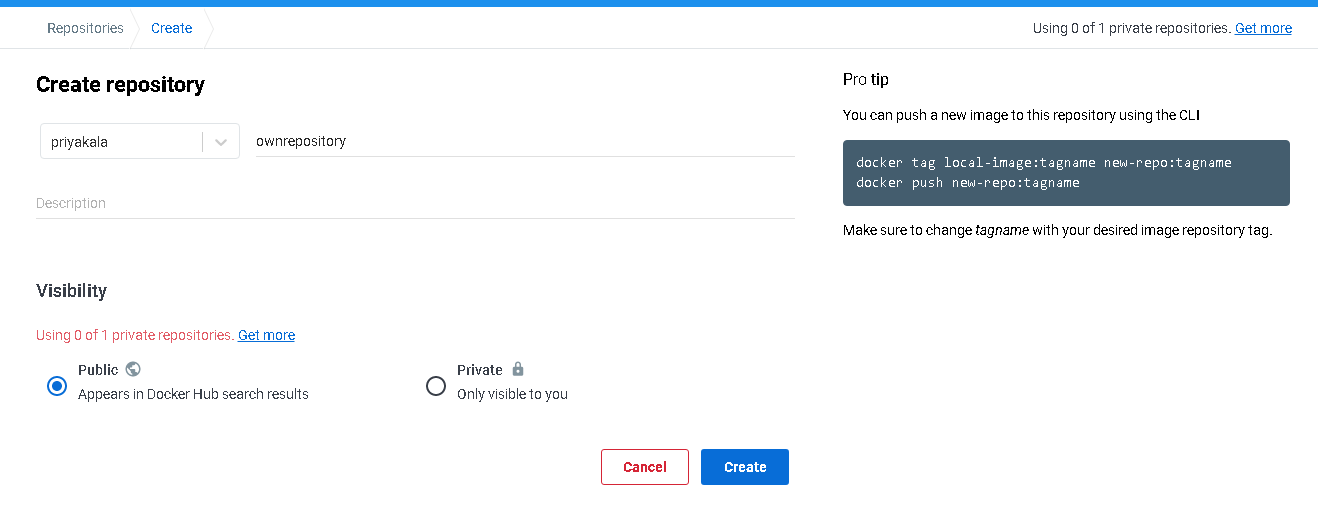 Repositories
Create
Using 0 of 1 private repositories. Get more
Create repository
priyakala
ownrepository
Description
Visibility
Using 0 of 1 private repositories. Get more
Public
Appears in Docker Hub search results
Private
Only visible to you
Cancel
Create
Pro tip
You can push a new image to this repository using the CLI
docker tag local-image:tagname new-repo:tagname
docker push new-repo:tagname
Make sure to change tagname with your desired image repository tag.